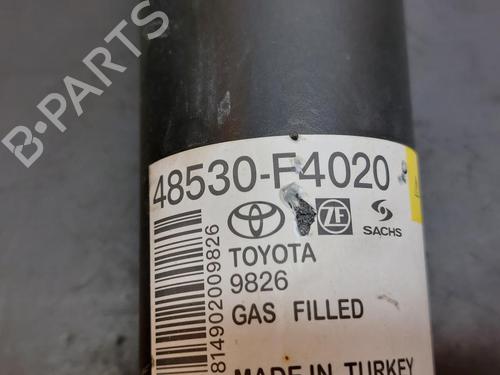 B-PARTS
48530-F4020
ZF
SACHS
TOYOTA
9826
GAS FILLED
MADE IN TURKEY
814902009826